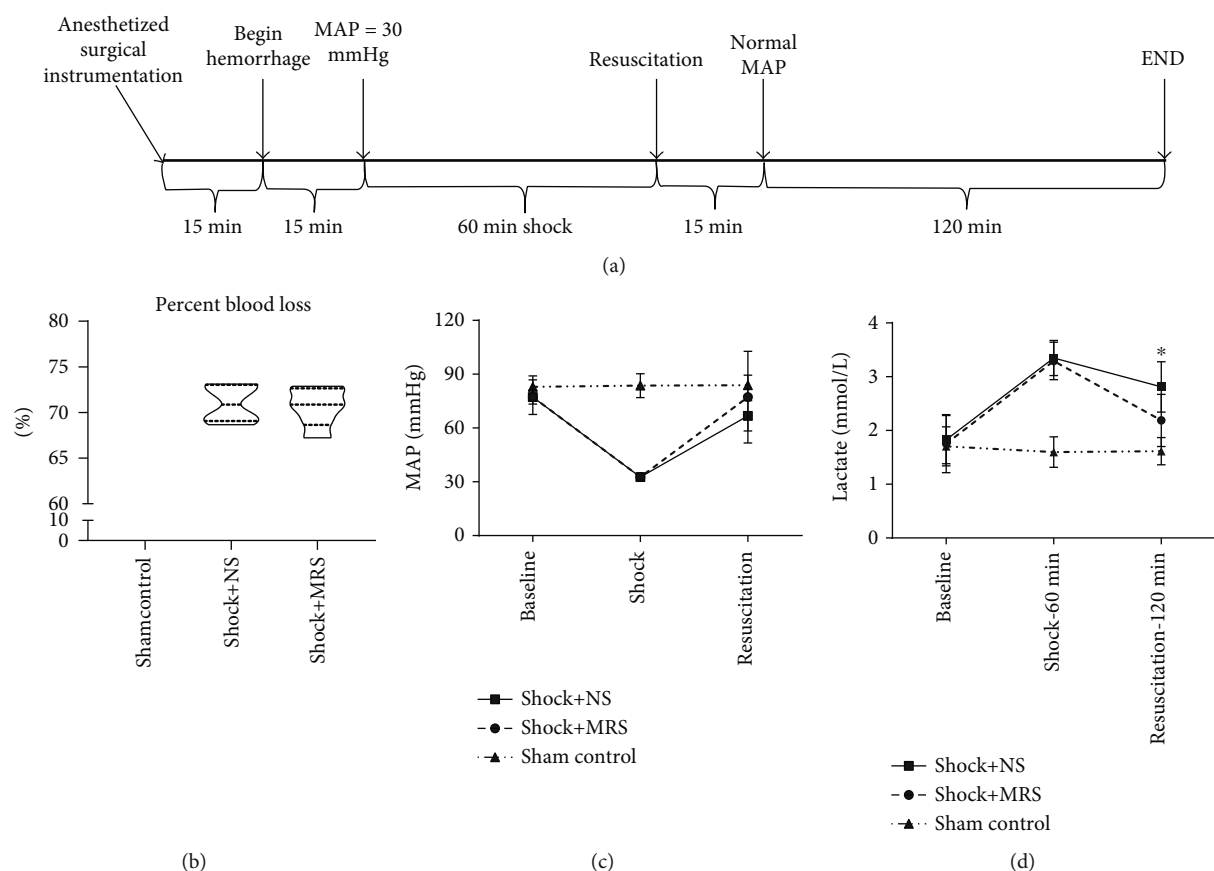 Anesthetized
surgical
instrumentation
Begin
hemorrhage
MAP = 30
mmHg
Resuscitation
Normal
MAP
END
15 min
15 min
60 min shock
15 min
120 min
(a)
Percent blood loss
(%)
80
75
70
65
60
10
0
Shamcontrol
Shock+NS
Shock+MRS
(b)
MAP (mmHg)
120
90
60
30
0
Baseline
Shock
Resuscitation
Shock+NS
Shock+MRS
Sham control
(c)
Lactate (mmol/L)
4
3
2
1
0
*
Baseline
Shock-60 min
Resuscitation-120 min
Shock+NS
Shock+MRS
Sham control
(d)